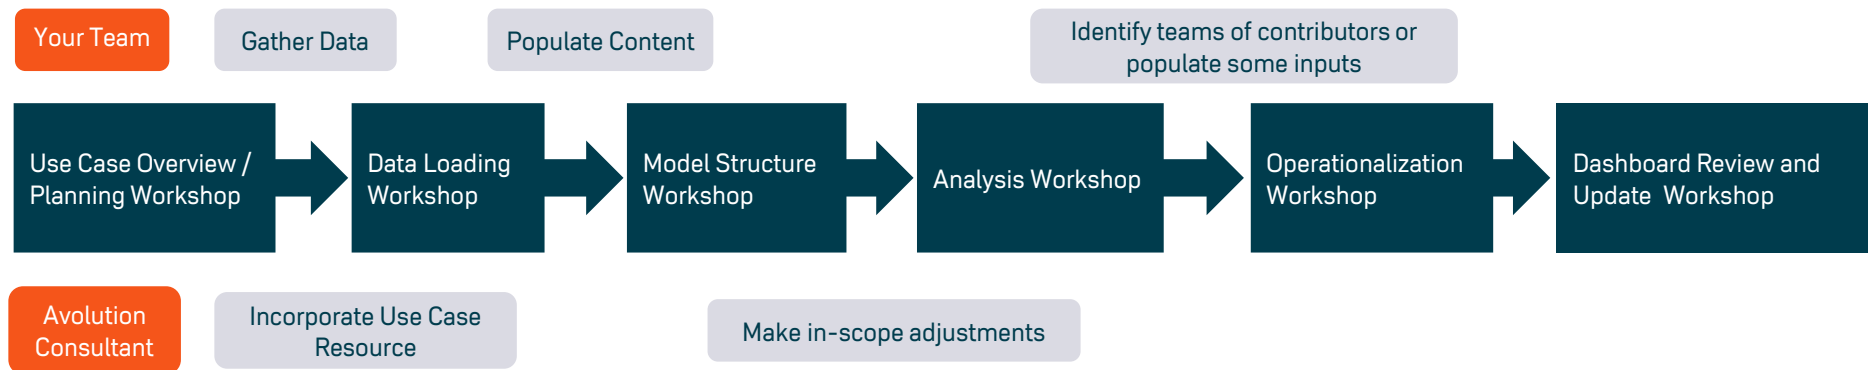 Your Team
Gather Data
Populate Content
Identify teams of contributors or
populate some inputs
Use Case Overview /
Planning Workshop
Data Loading
Workshop
Model Structure
Workshop
Analysis Workshop
Operationalization
Workshop
Dashboard Review and
Update Workshop
Avolution
Consultant
Incorporate Use Case
Resource
Make in-scope adjustments